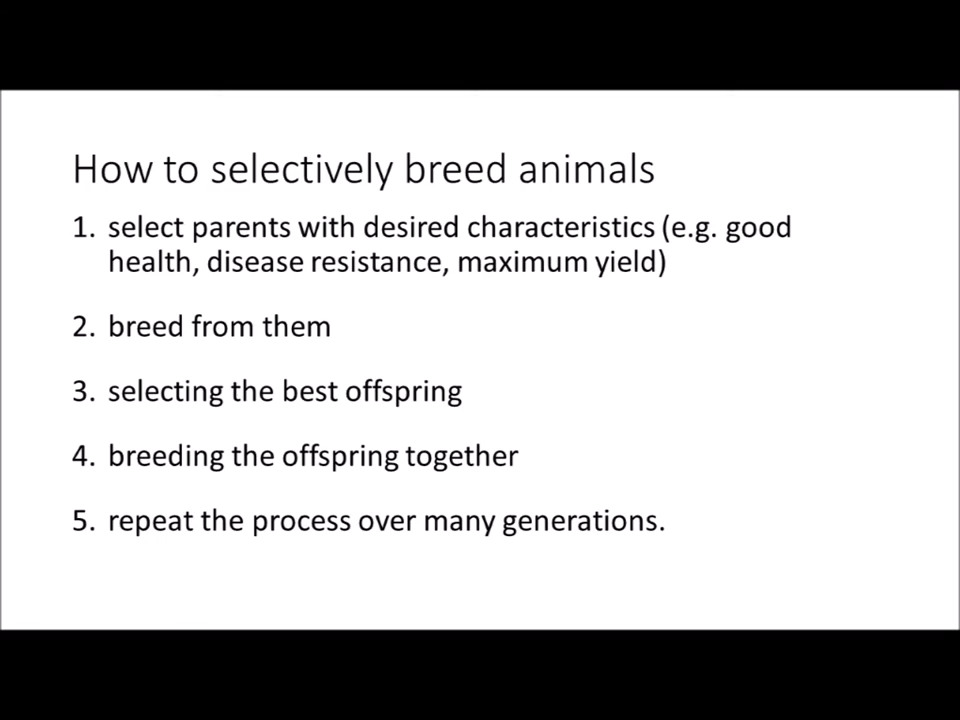 How to selectively breed animals
1. select parents with desired characteristics (e.g. good
health, disease resistance, maximum yield)
2. breed from them
3. selecting the best offspring
4. breeding the offspring together
5. repeat the process over many generations.